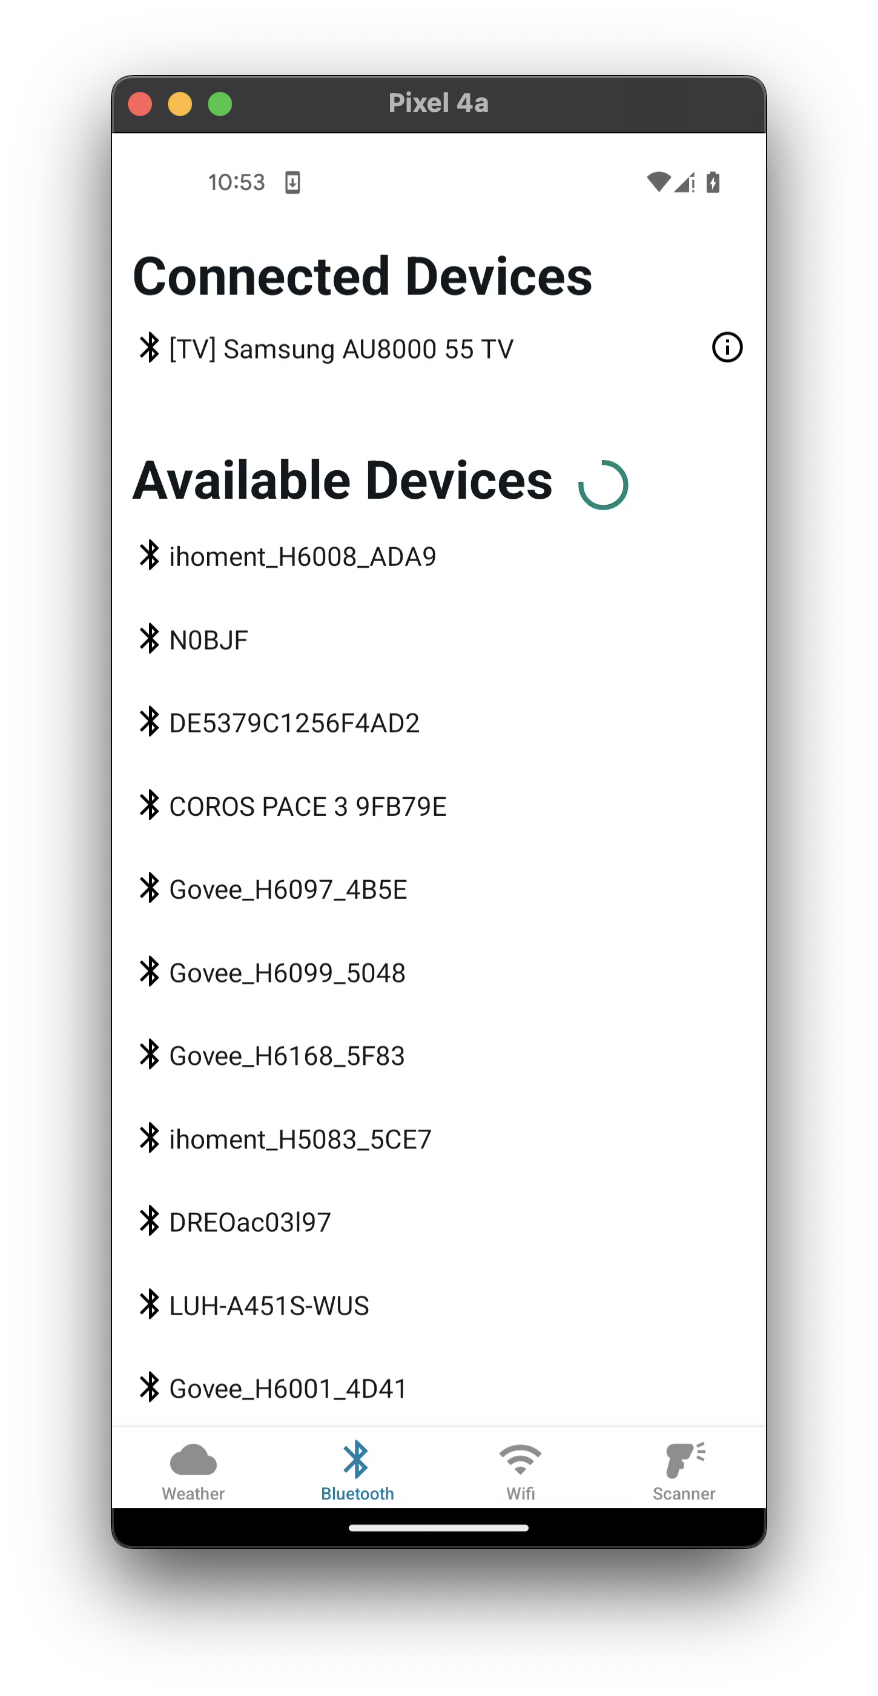 Pixel 4a
10:53
Connected Devices
[TV] Samsung AU8000 55 TV
Available Devices
ihoment_H6008_ADA9
N0BJF
DE5379C1256F4AD2
COROS PACE 3 9FB79E
Govee_H6097_4B5E
Govee_H6099_5048
Govee_H6168_5F83
ihoment_H5083_5CE7
DREOac03l97
LUH-A451S-WUS
Govee_H6001_4D41
Weather
Bluetooth
Wifi
Scanner